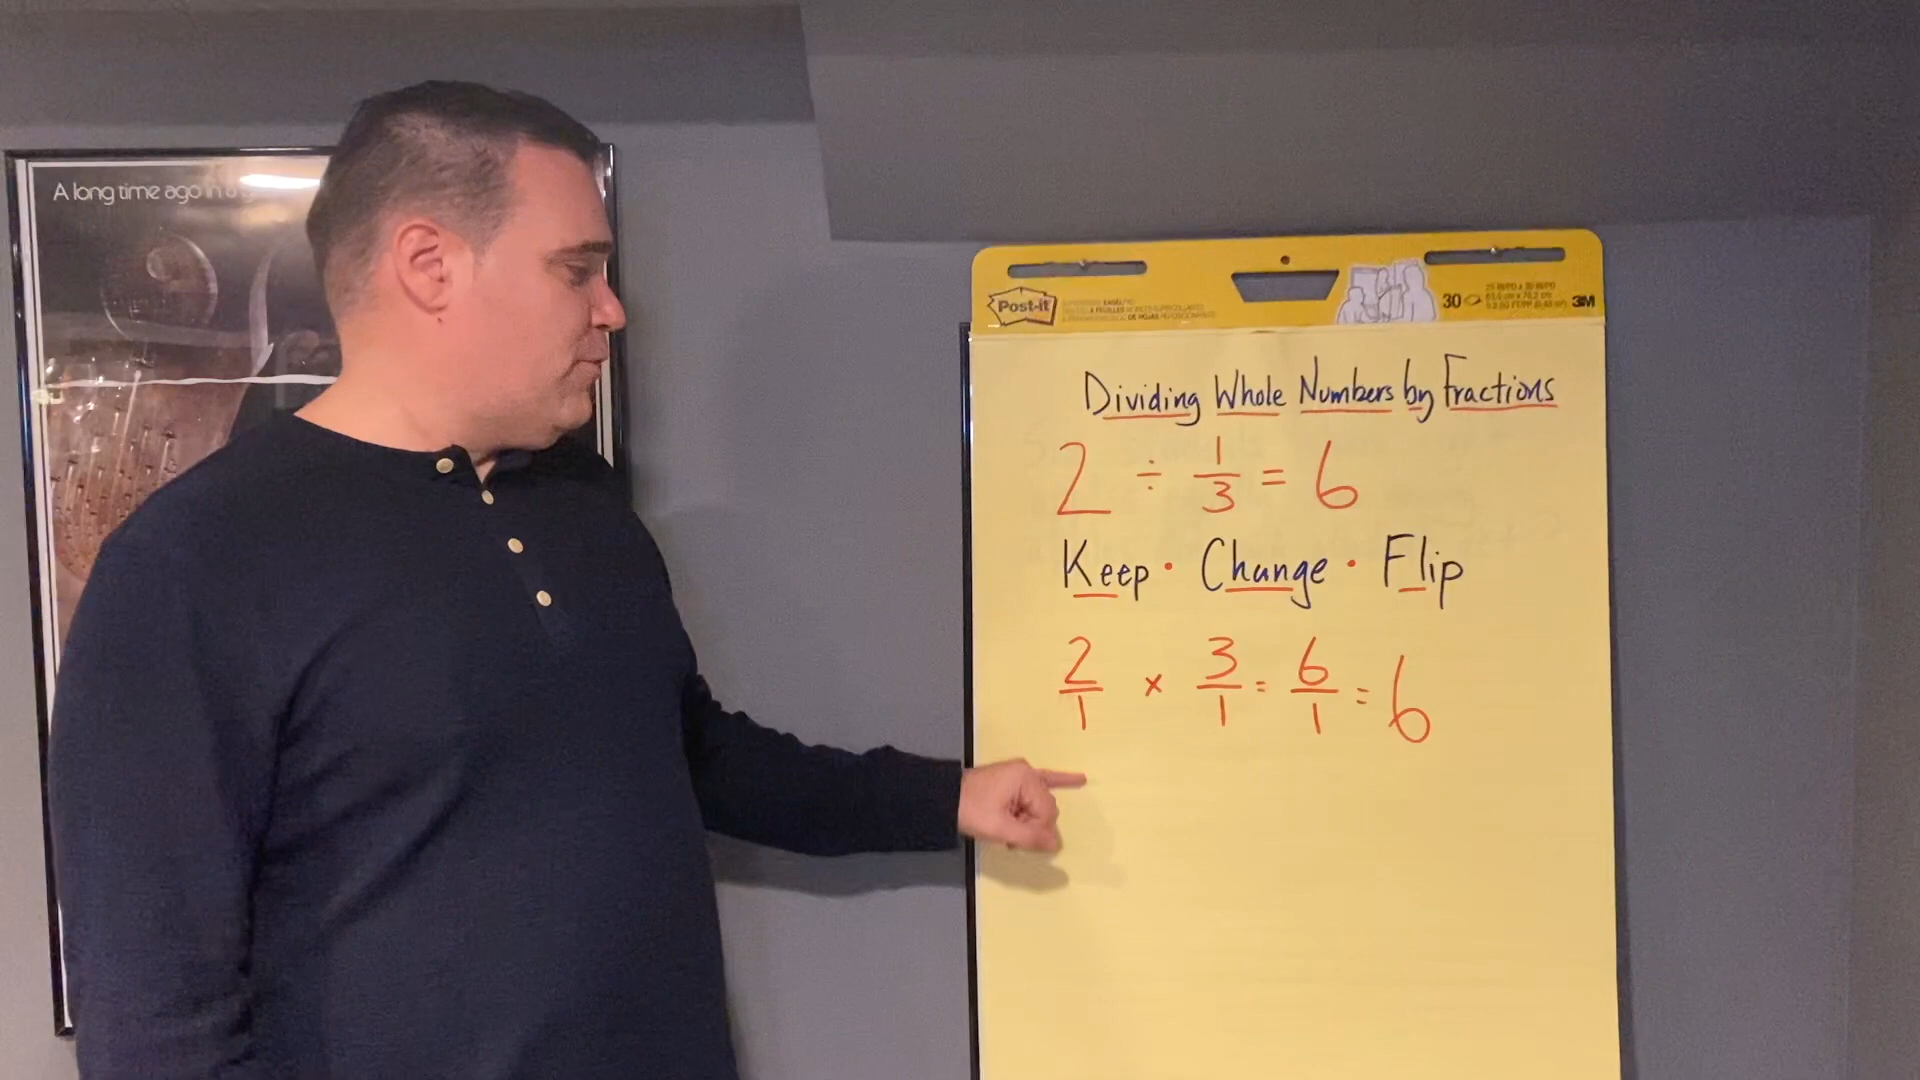 A long time ago in a g
Post-it
30
3M
Dividing Whole Numbers by Fractions
2 ÷ 1/3 = 6
Keep · Change · Flip
2/1 × 3/1 = 6/1 = 6